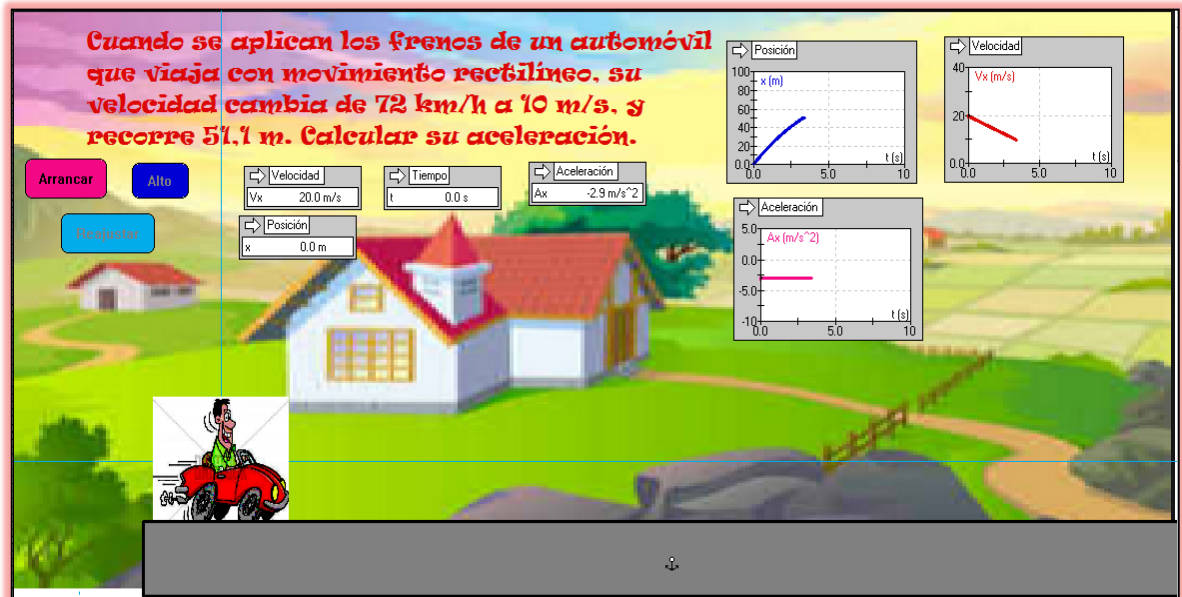 Cuando se aplican los frenos de un automóvil
que viaja con movimiento rectilíneo, su
velocidad cambia de 72 km/h a 10 m/s, y
recorre 51,1 m. Calcular su aceleración.
Arrancar
Alto
Reajustar
Velocidad
Vx 20.0 m/s
Tiempo
t 0.0 s
Aceleración
Ax -2.9 m/s^2
Posición
x 0.0 m
Posición
x (m)
100
80
60
40
20
0.0
0.0 5.0 10
t (s)
Velocidad
Vx (m/s)
40
20
0.0
0.0 5.0 10
t (s)
Aceleración
Ax (m/s^2)
5.0
0.0
-5.0
-10
0.0 5.0 10
t (s)